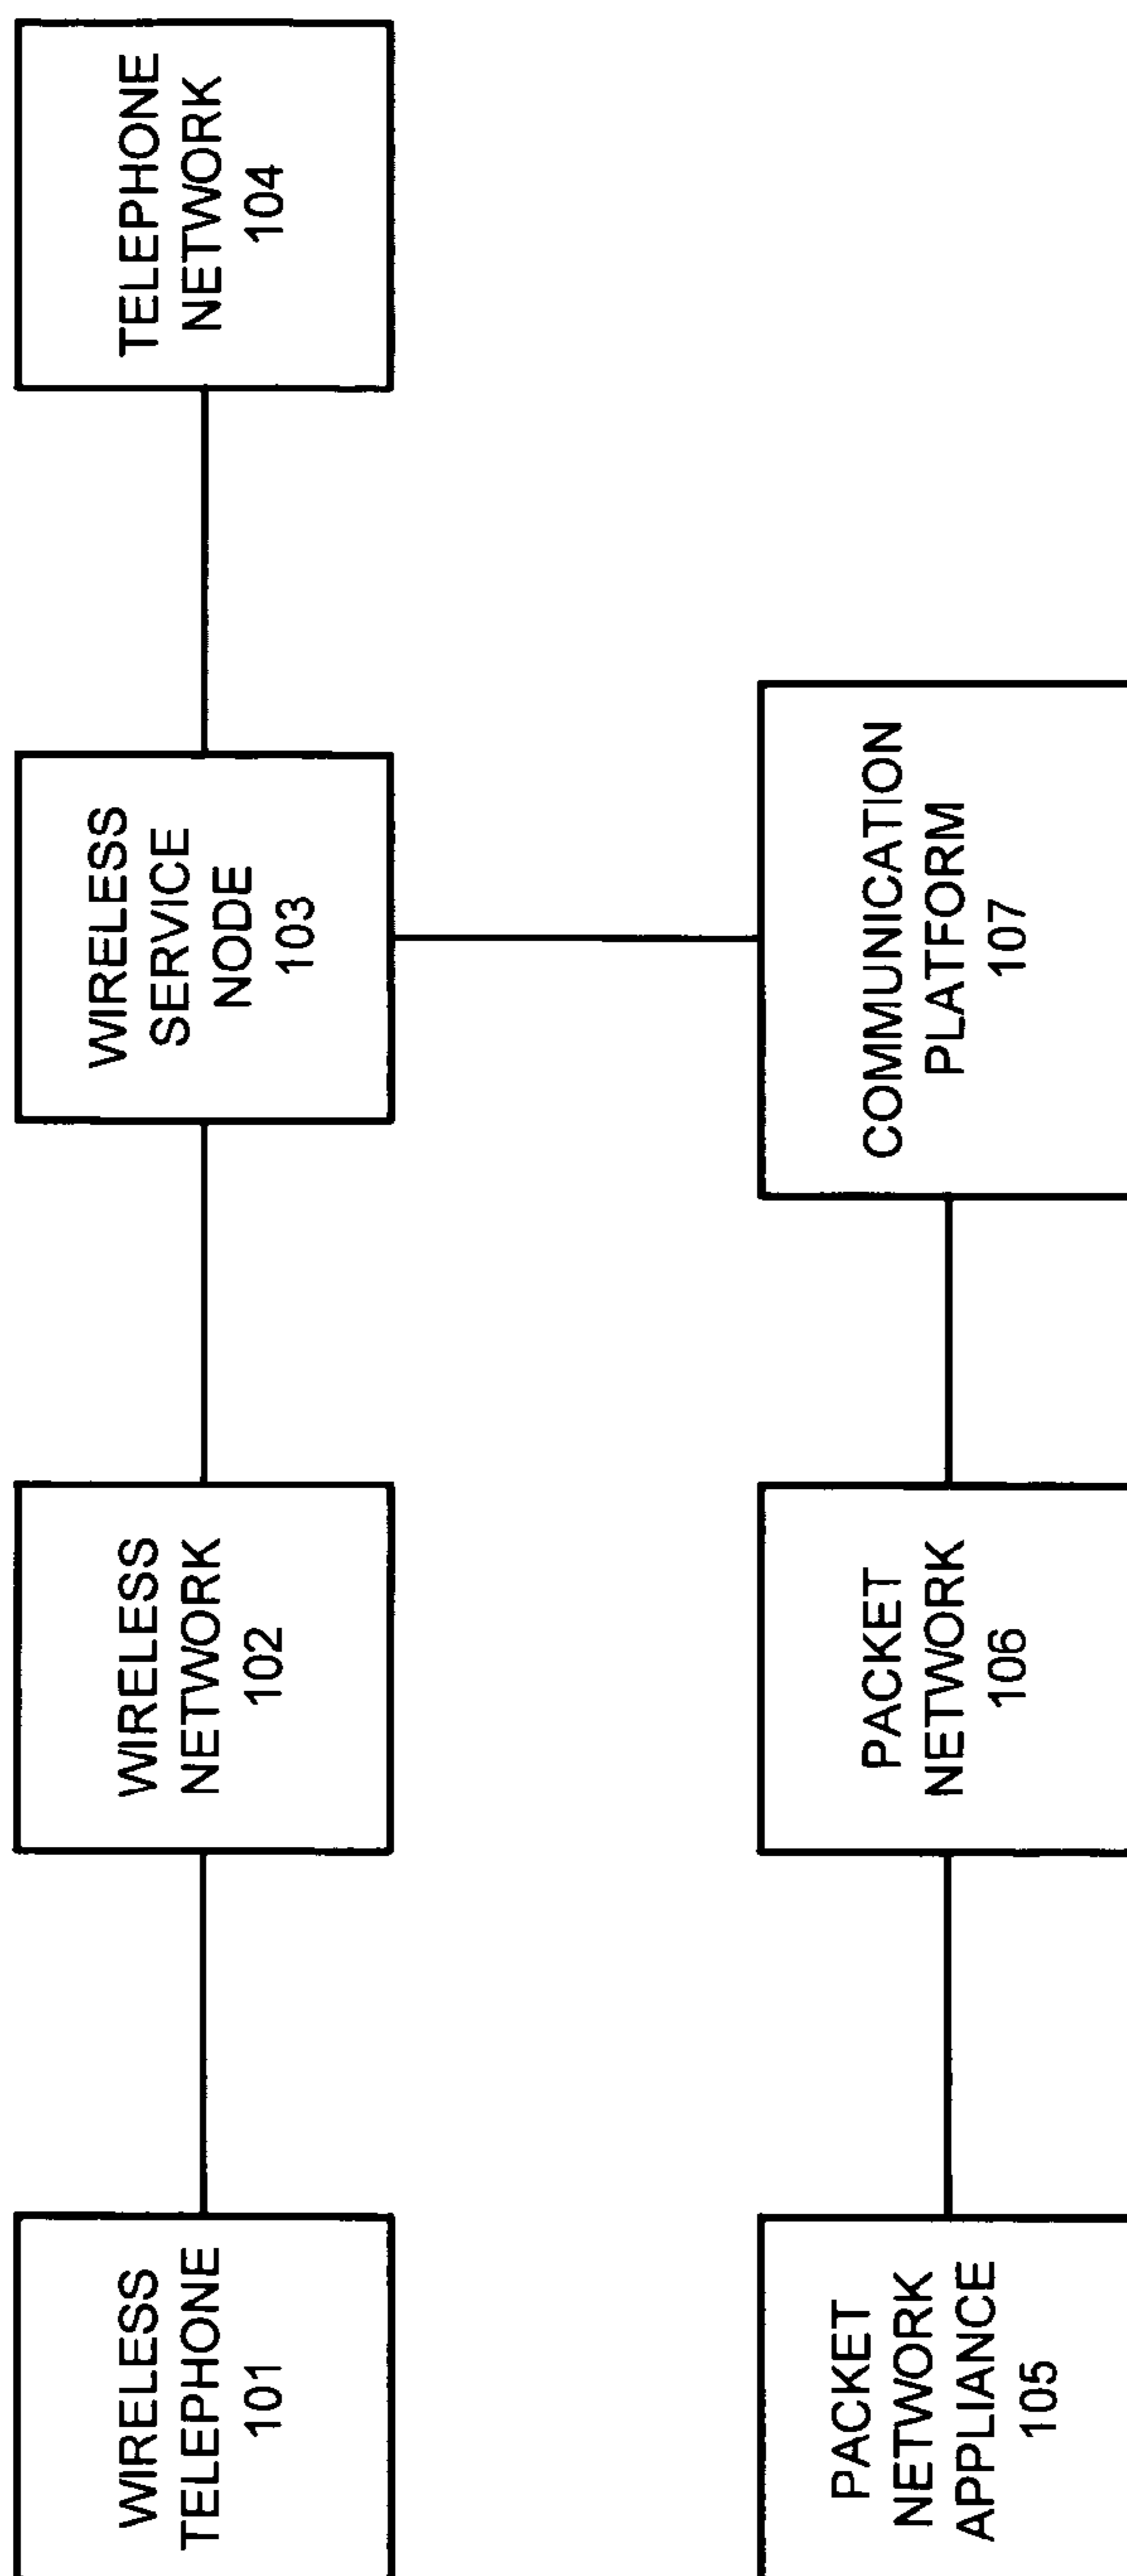 WIRELESS
TELEPHONE
101
WIRELESS
NETWORK
102
WIRELESS
SERVICE
NODE
103
TELEPHONE
NETWORK
104
PACKET
NETWORK
APPLIANCE
105
PACKET
NETWORK
106
COMMUNICATION
PLATFORM
107